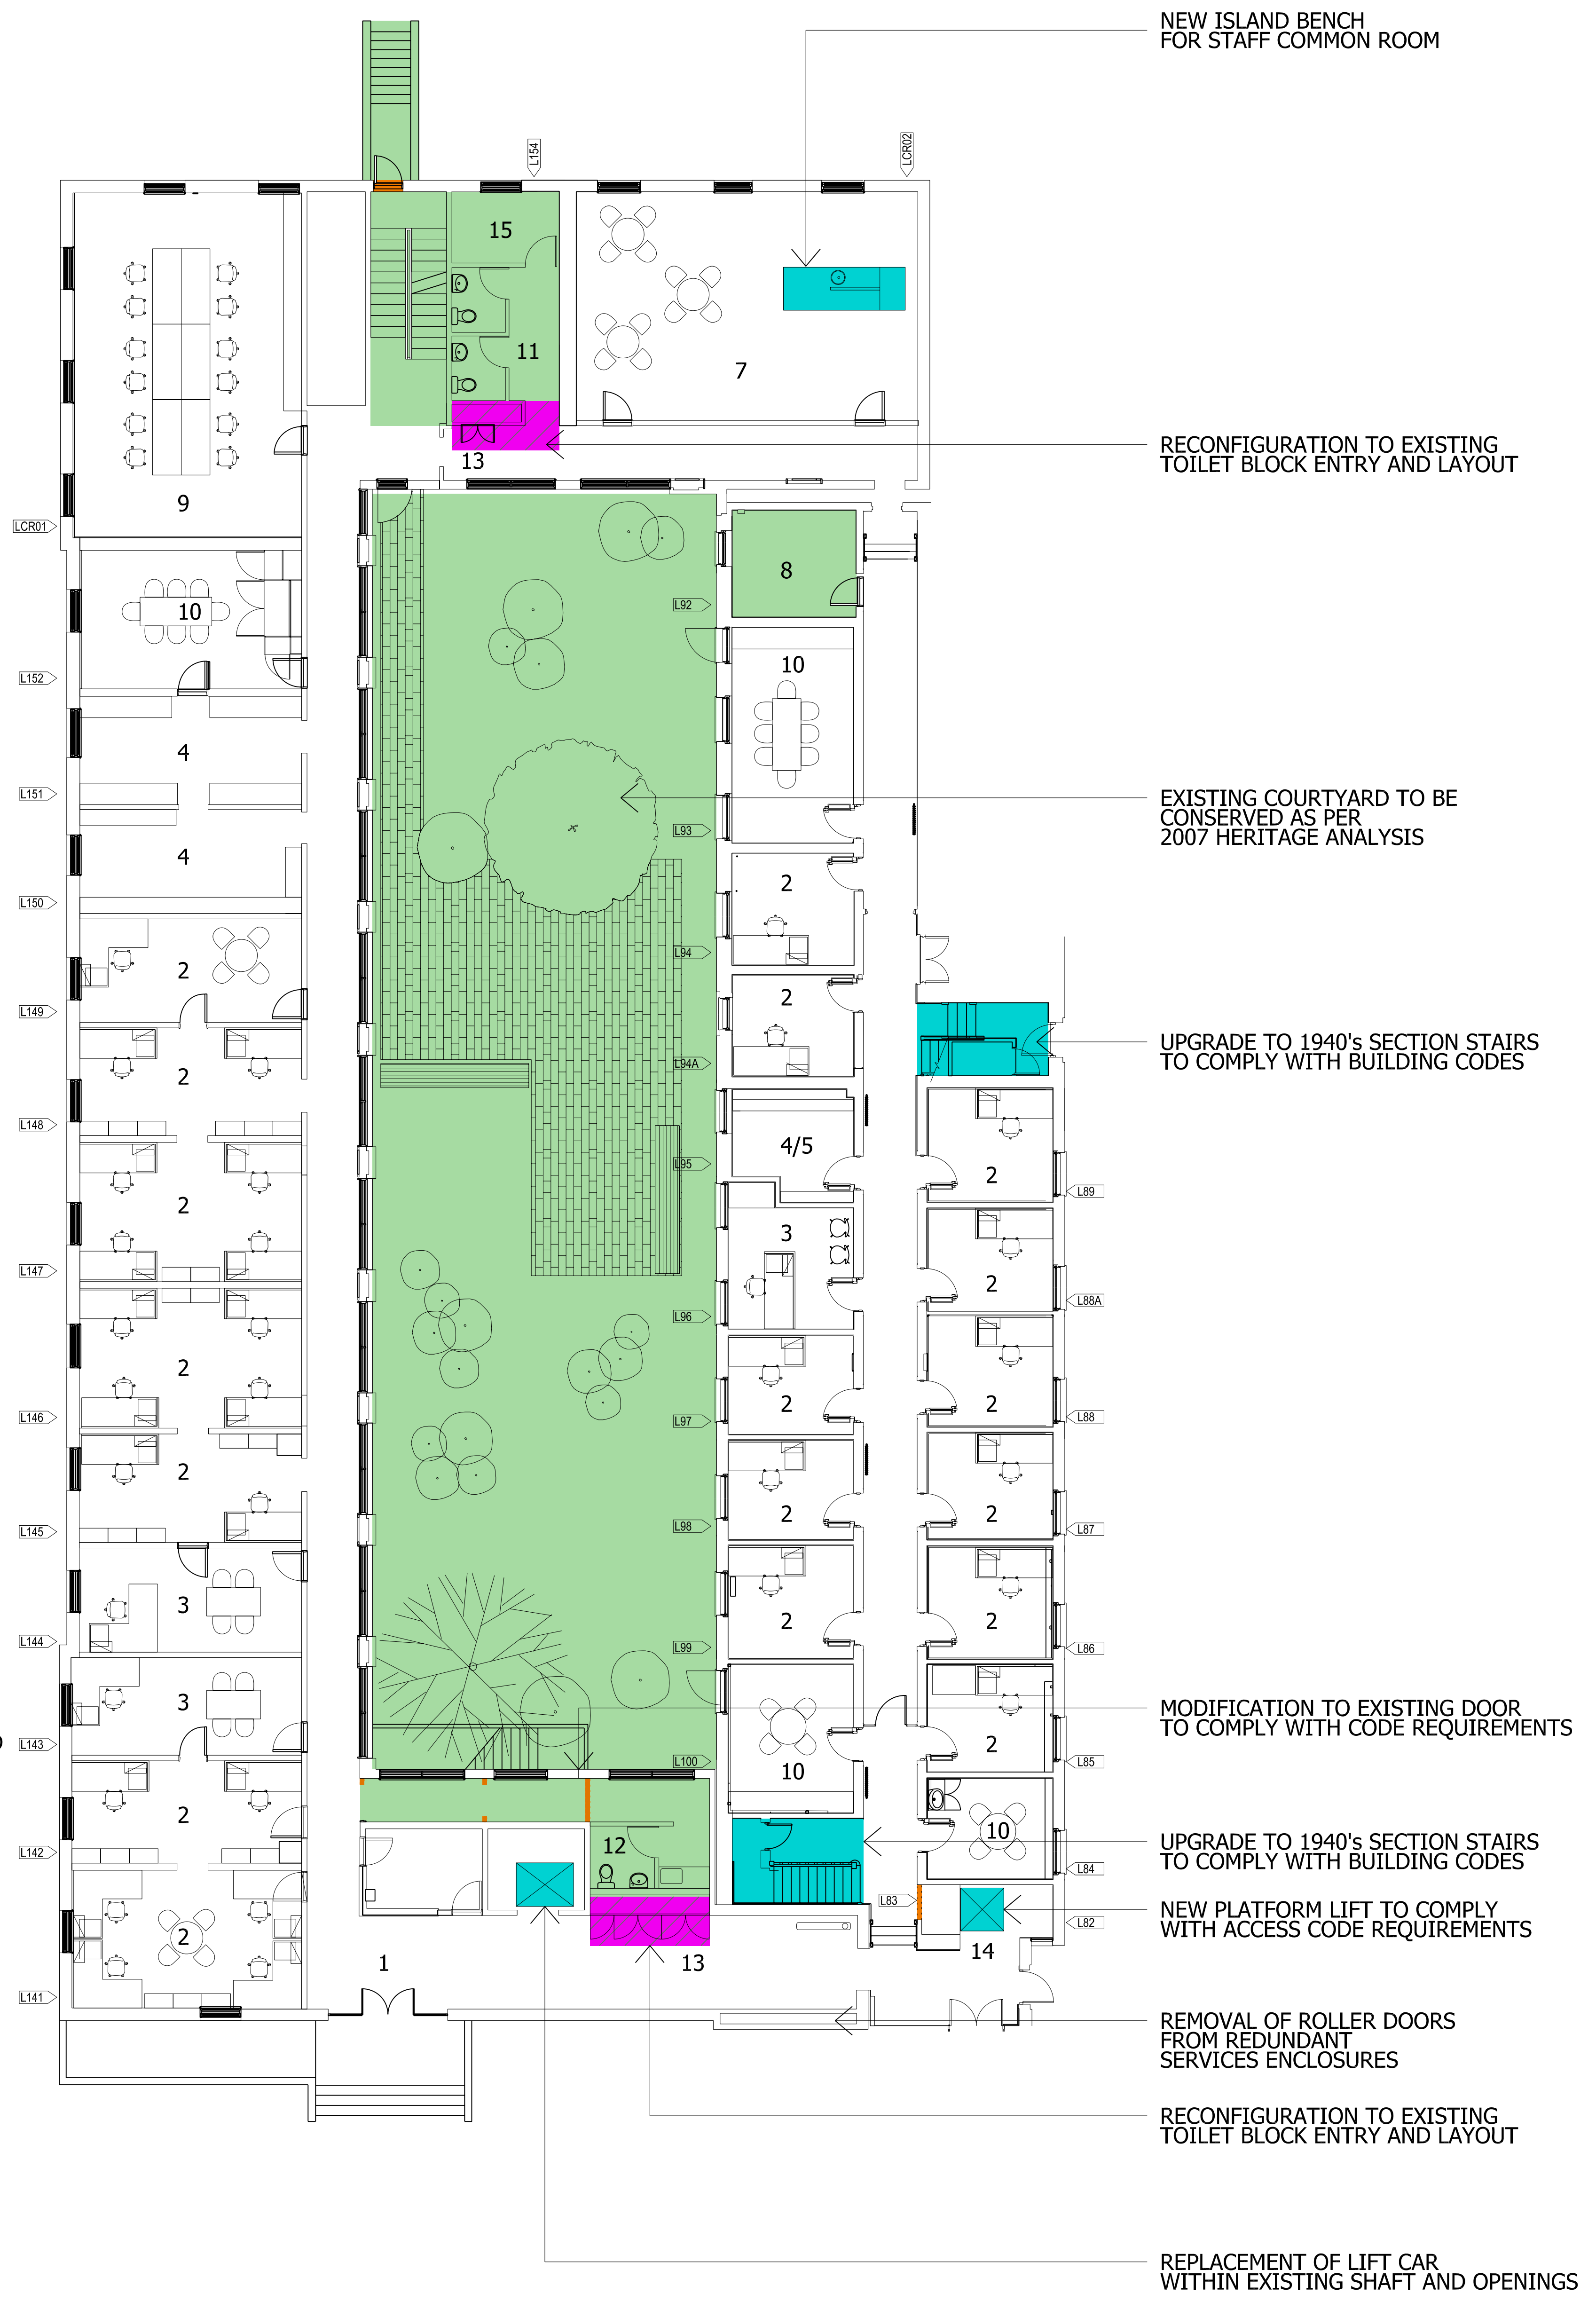 NEW ISLAND BENCH
FOR STAFF COMMON ROOM
L154
LCR02
15
11
7
RECONFIGURATION TO EXISTING
TOILET BLOCK ENTRY AND LAYOUT
13
9
LCR01
8
L92
10
10
L152
4
L151
EXISTING COURTYARD TO BE
CONSERVED AS PER
2007 HERITAGE ANALYSIS
L93
4
2
L150
L94
2
2
L149
UPGRADE TO 1940's SECTION STAIRS
TO COMPLY WITH BUILDING CODES
L94A
2
L148
4/5
L95
2
L89
2
3
L147
2
L88A
L96
2
2
2
L146
L97
L88
2
2
2
L145
L98
L87
3
2
2
L144
L99
L86
3
MODIFICATION TO EXISTING DOOR
TO COMPLY WITH CODE REQUIREMENTS
L143
2
L100
L85
10
2
12
10
UPGRADE TO 1940's SECTION STAIRS
TO COMPLY WITH BUILDING CODES
L142
L84
L83
NEW PLATFORM LIFT TO COMPLY
WITH ACCESS CODE REQUIREMENTS
L82
2
14
1
13
L141
REMOVAL OF ROLLER DOORS
FROM REDUNDANT
SERVICES ENCLOSURES
RECONFIGURATION TO EXISTING
TOILET BLOCK ENTRY AND LAYOUT
REPLACEMENT OF LIFT CAR
WITHIN EXISTING SHAFT AND OPENINGS